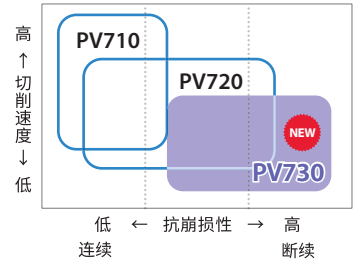 高 ↑ 切削速度 ↓ 低
PV710
PV720
NEW
PV730
低 ← 抗崩损性 → 高
连续 断续